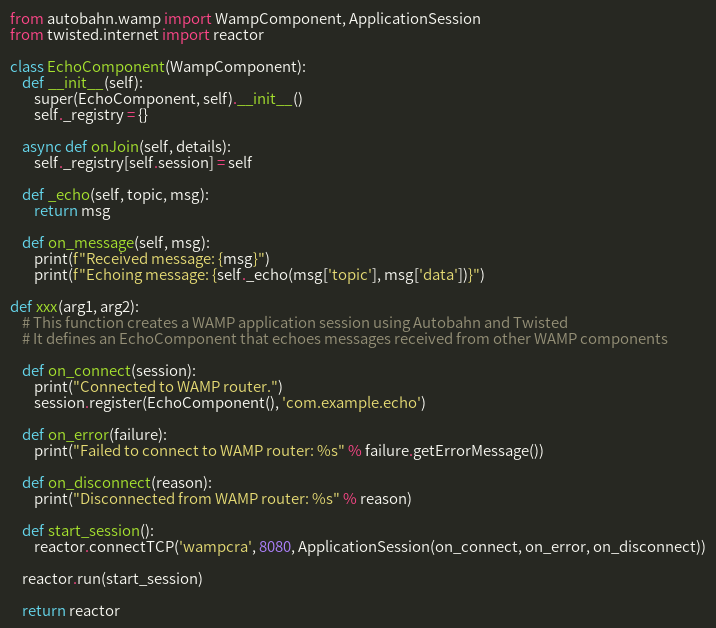 from autobahn.wamp import WampComponent, ApplicationSession
from twisted.internet import reactor

class EchoComponent(WampComponent):
    def __init__(self):
        super(EchoComponent, self).__init__()
        self._registry = {}

    async def onJoin(self, details):
        self._registry[self.session] = self

    def _echo(self, topic, msg):
        return msg

    def on_message(self, msg):
        print(f"Received message: {msg}")
        print(f"Echoing message: {self._echo(msg['topic'], msg['data'])}")

def xxx(arg1, arg2):
    # This function creates a WAMP application session using Autobahn and Twisted
    # It defines an EchoComponent that echoes messages received from other WAMP components

    def on_connect(session):
        print("Connected to WAMP router.")
        session.register(EchoComponent(), 'com.example.echo')

    def on_error(failure):
        print("Failed to connect to WAMP router: %s" % failure.getErrorMessage())

    def on_disconnect(reason):
        print("Disconnected from WAMP router: %s" % reason)

    def start_session():
        reactor.connectTCP('wampcra', 8080, ApplicationSession(on_connect, on_error, on_disconnect))

    reactor.run(start_session)

    return reactor